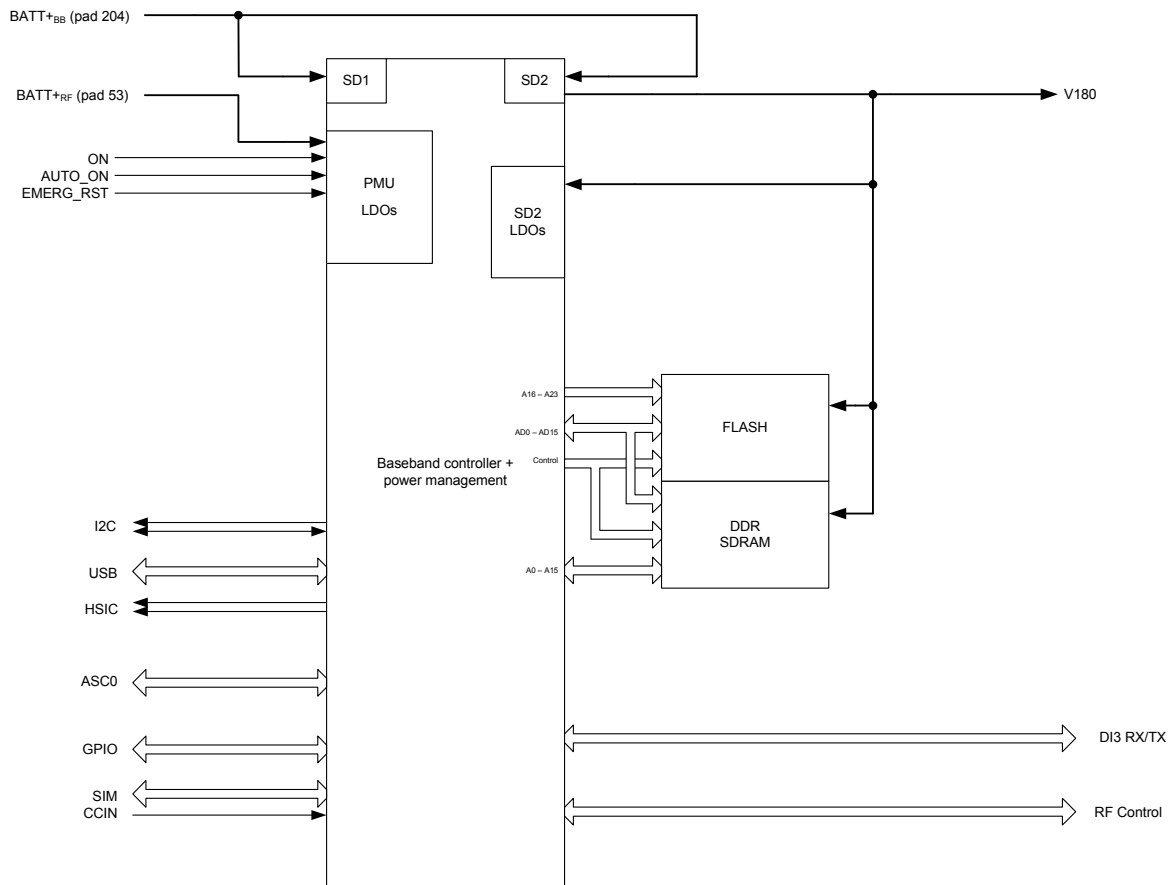 BATT+BB (pad 204)
SD1
SD2
BATT+RF (pad 53)
V180
ON
AUTO_ON
EMERG_RST
PMU
LDOs
SD2
LDOs
A16 – A23
AD0 – AD15
FLASH
Control
Baseband controller +
power management
DDR
SDRAM
I2C
USB
A0 – A15
HSIC
ASC0
GPIO
DI3 RX/TX
SIM
CCIN
RF Control